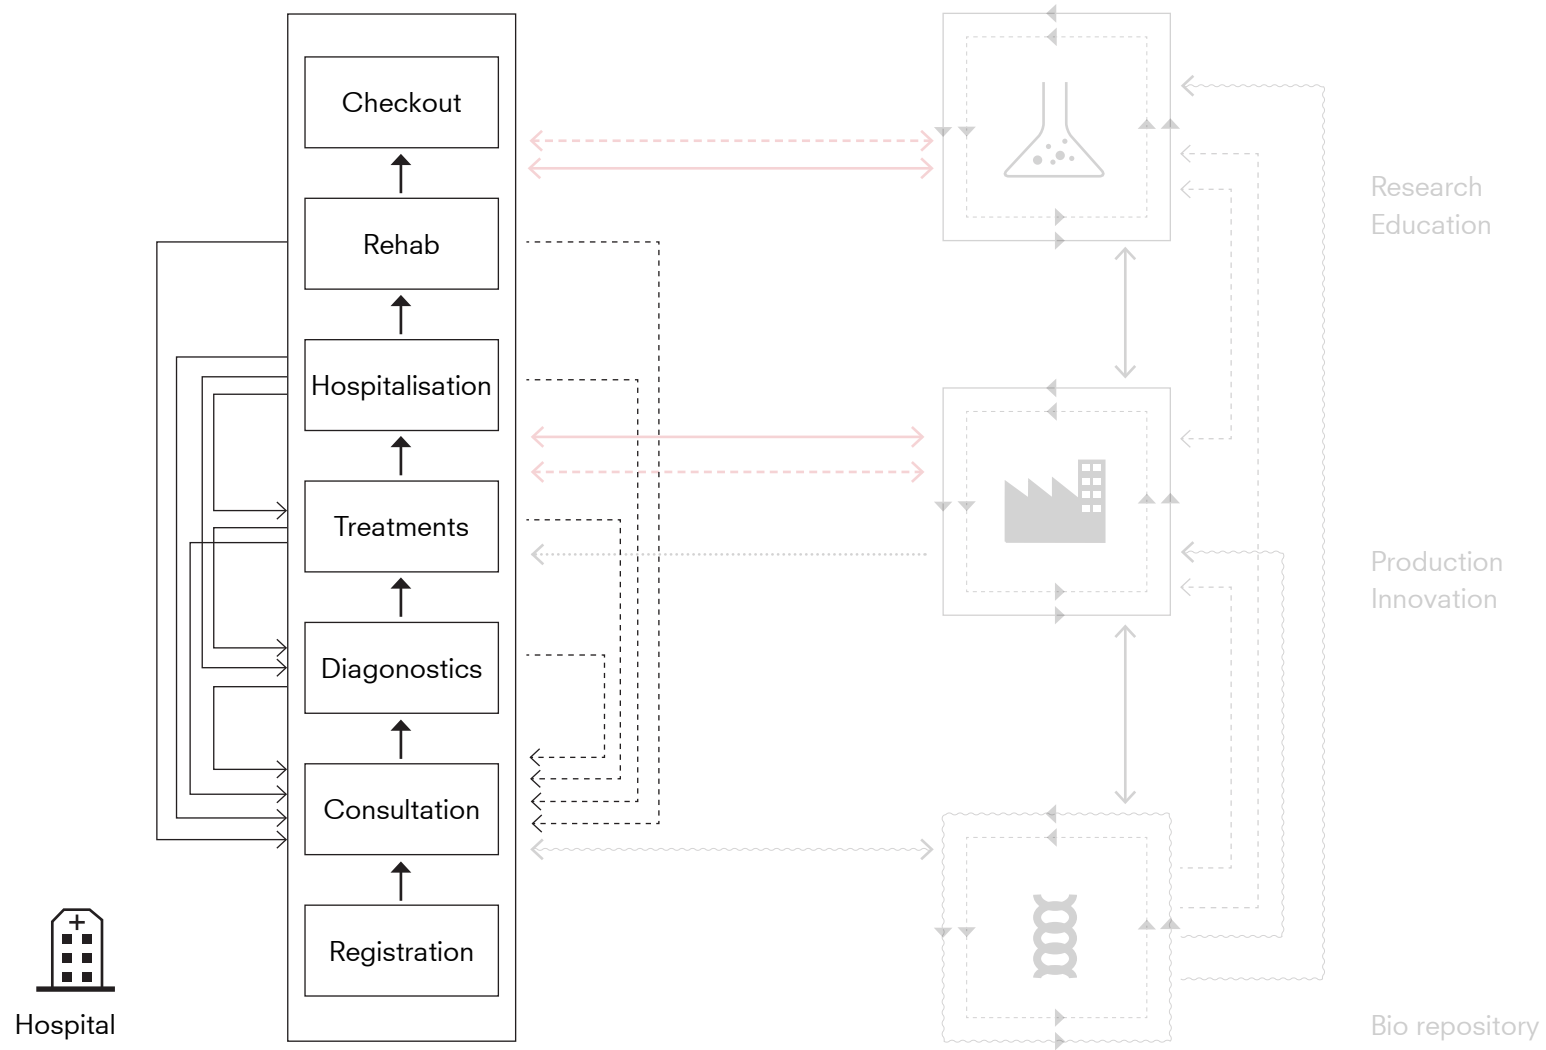 Checkout
Rehab
Hospitalisation
Treatments
Diagonostics
Consultation
Registration
Hospital
Research
Education
Production
Innovation
Bio repository